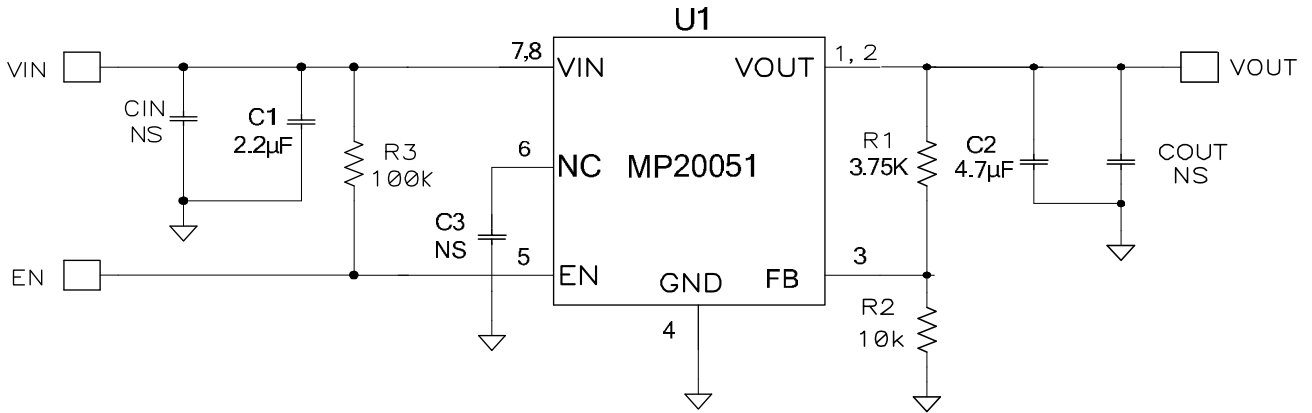 U1
VIN
7,8
VIN
VOUT
1, 2
VOUT
CIN
NS
C1
2.2µF
R3
100k
6
NC
MP20051
R1
3.75K
C2
4.7µF
COUT
NS
C3
NS
EN
5
EN
GND
FB
3
4
R2
10k